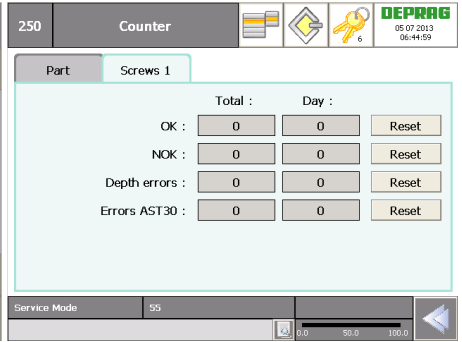 250 Counter 6 DEPRAG
05 07 2013
06:44:59
Part Screws 1
Total : Day :
OK : 0 0 Reset
NOK : 0 0 Reset
Depth errors : 0 0 Reset
Errors AST30 : 0 0 Reset
Service Mode 55
0.0 50.0 100.0